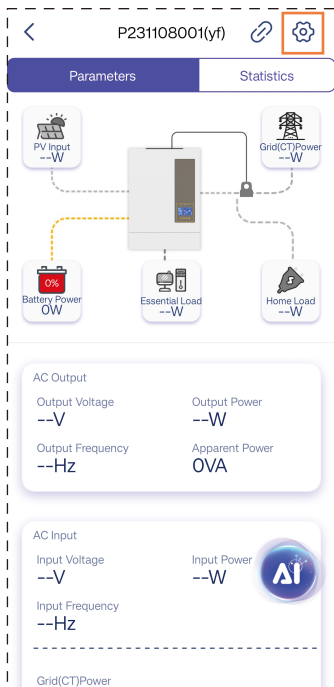 P231108001(yf)
Parameters
Statistics
PV Input
--W
Grid(CT)Power
--W
0%
Battery Power
0W
Essential Load
--W
Home Load
--W
AC Output
Output Voltage
Output Power
--V
--W
Output Frequency
Apparent Power
--Hz
0VA
AC Input
Input Voltage
Input Power
--V
--W
AI
Input Frequency
--Hz
Grid(CT)Power